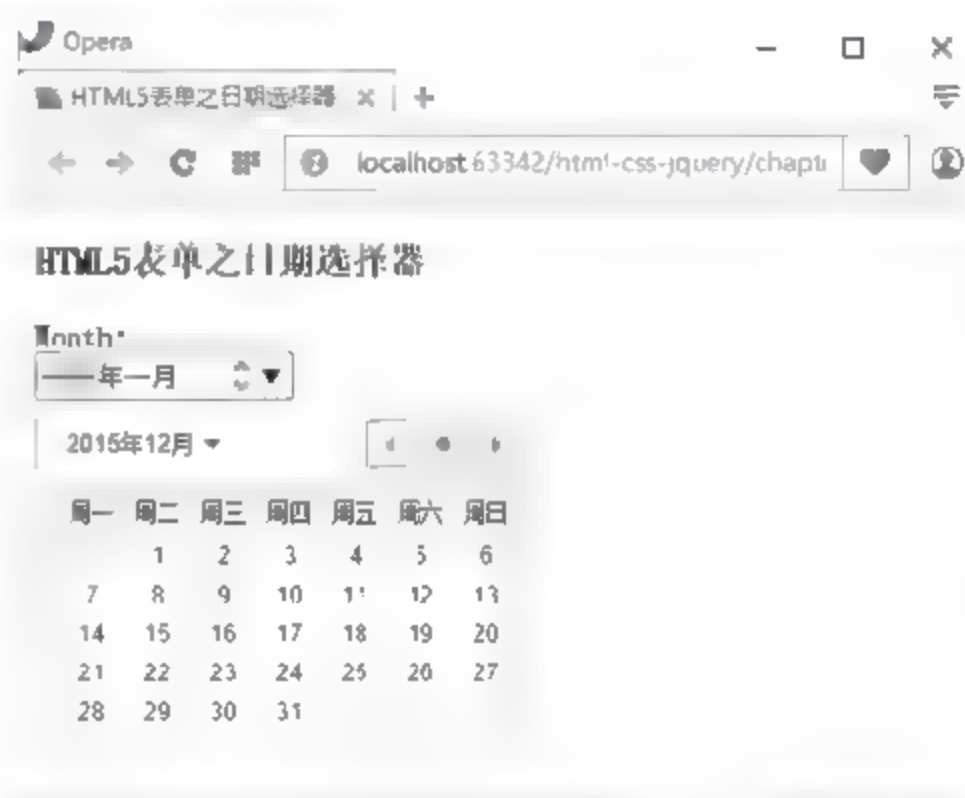 Opera
HTML5表单之日期选择器
localhost:63342/html-css-jquery/chapt
HTML5表单之日期选择器
Month:
年一月
2015年12月
周一 周二 周三 周四 周五 周六 周日
1 2 3 4 5 6
7 8 9 10 11 12 13
14 15 16 17 18 19 20
21 22 23 24 25 26 27
28 29 30 31